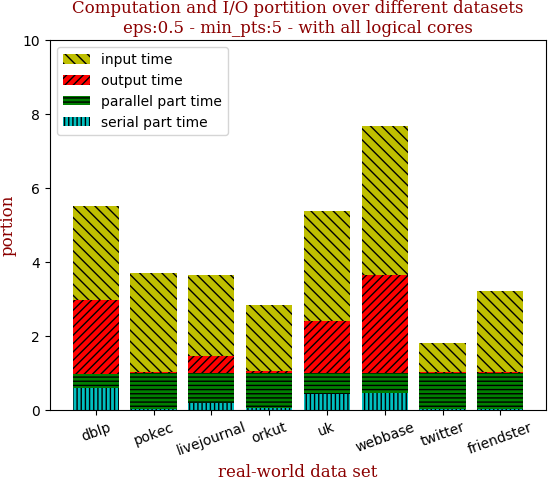 Computation and I/O portition over different datasets
eps:0.5 - min_pts:5 - with all logical cores
10
8
6
4
2
0
portion
input time
output time
parallel part time
serial part time
dblp
pokec
livejournal
orkut
uk
webbase
twitter
friendster
real-world data set